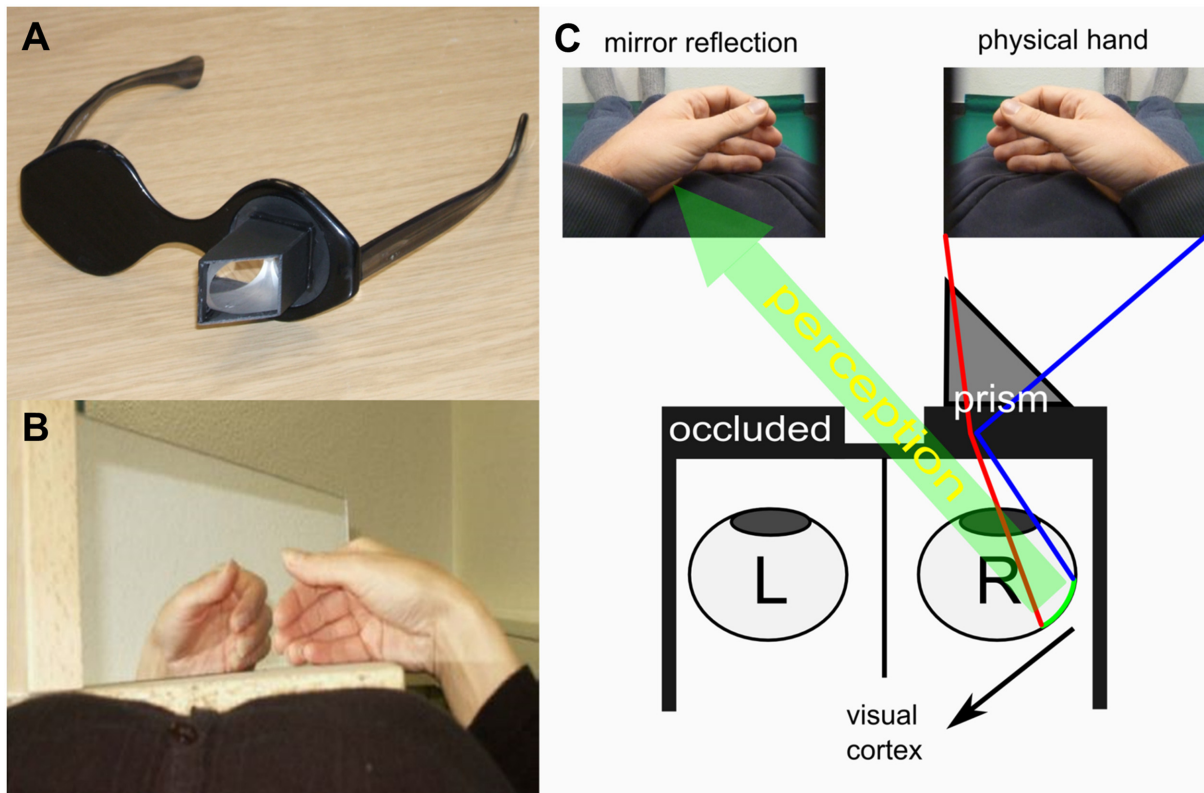 A
B
C
mirror reflection
physical hand
prism
perception
occluded
L
R
visual
cortex